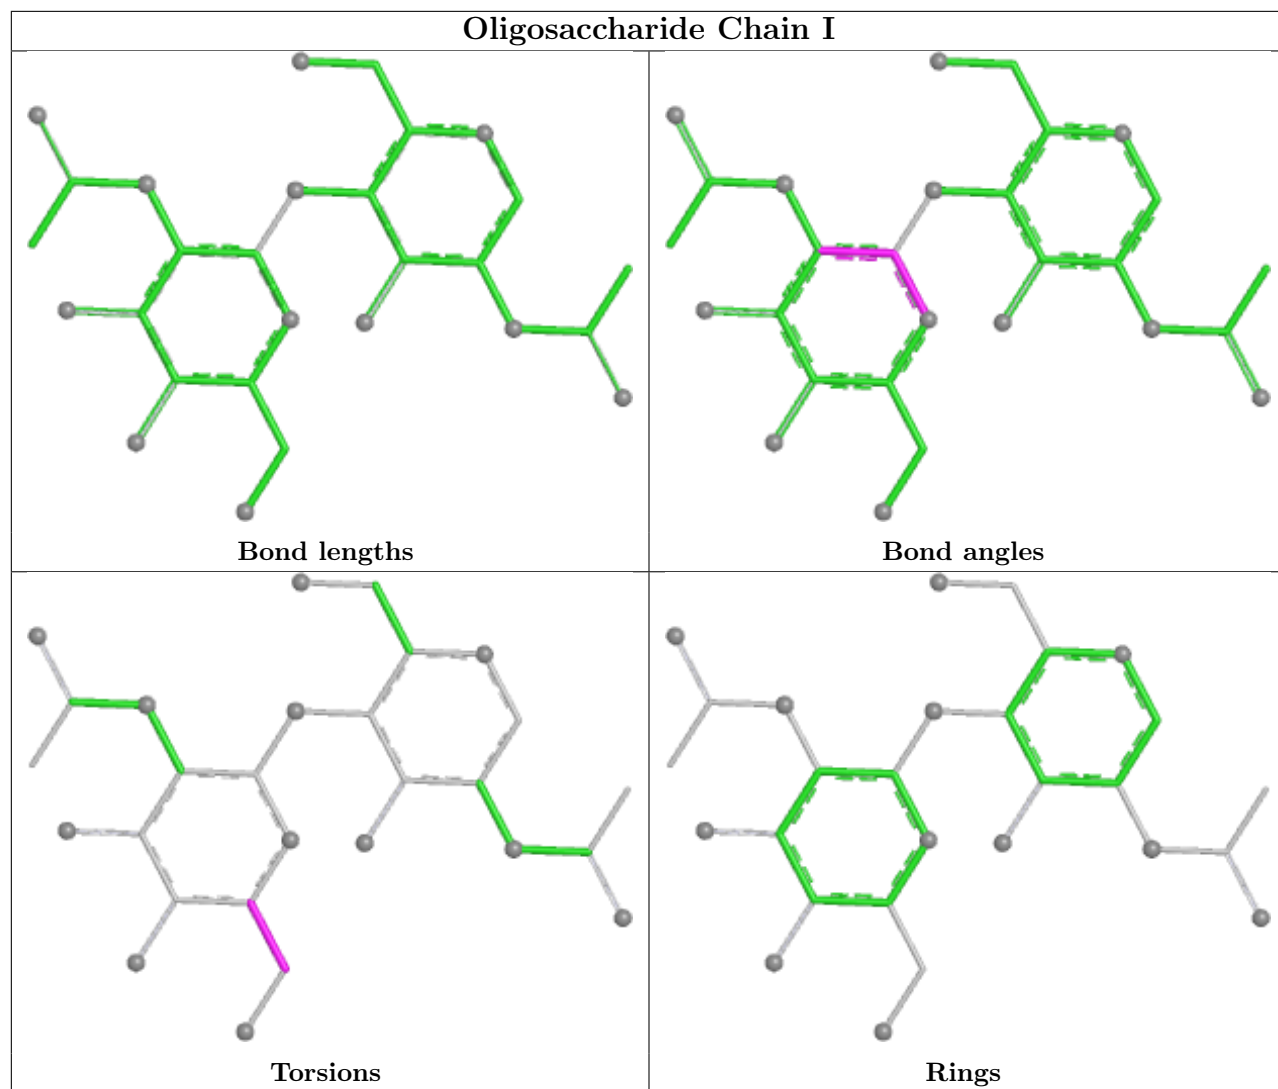 Oligosaccharide Chain I
Bond lengths
Bond angles
Torsions
Rings